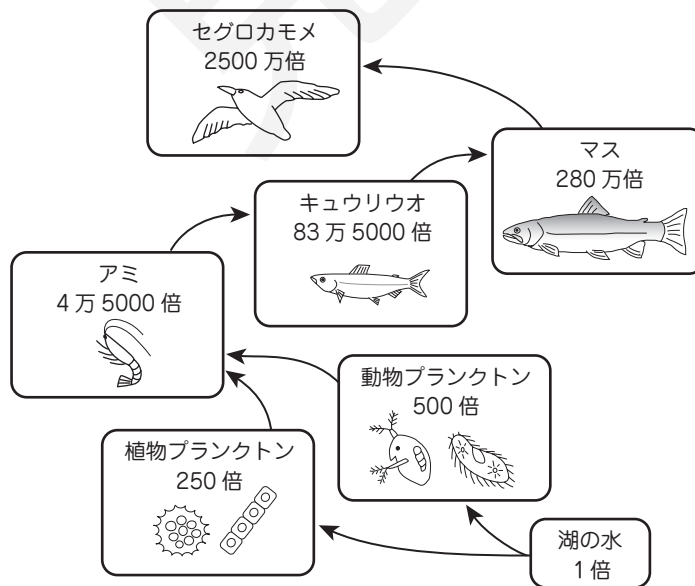 セグロカモメ
2500 万倍
マス
280 万倍
キュウリウオ
83 万 5000 倍
アミ
4 万 5000 倍
動物プランクトン
500 倍
植物プランクトン
250 倍
湖の水
1 倍